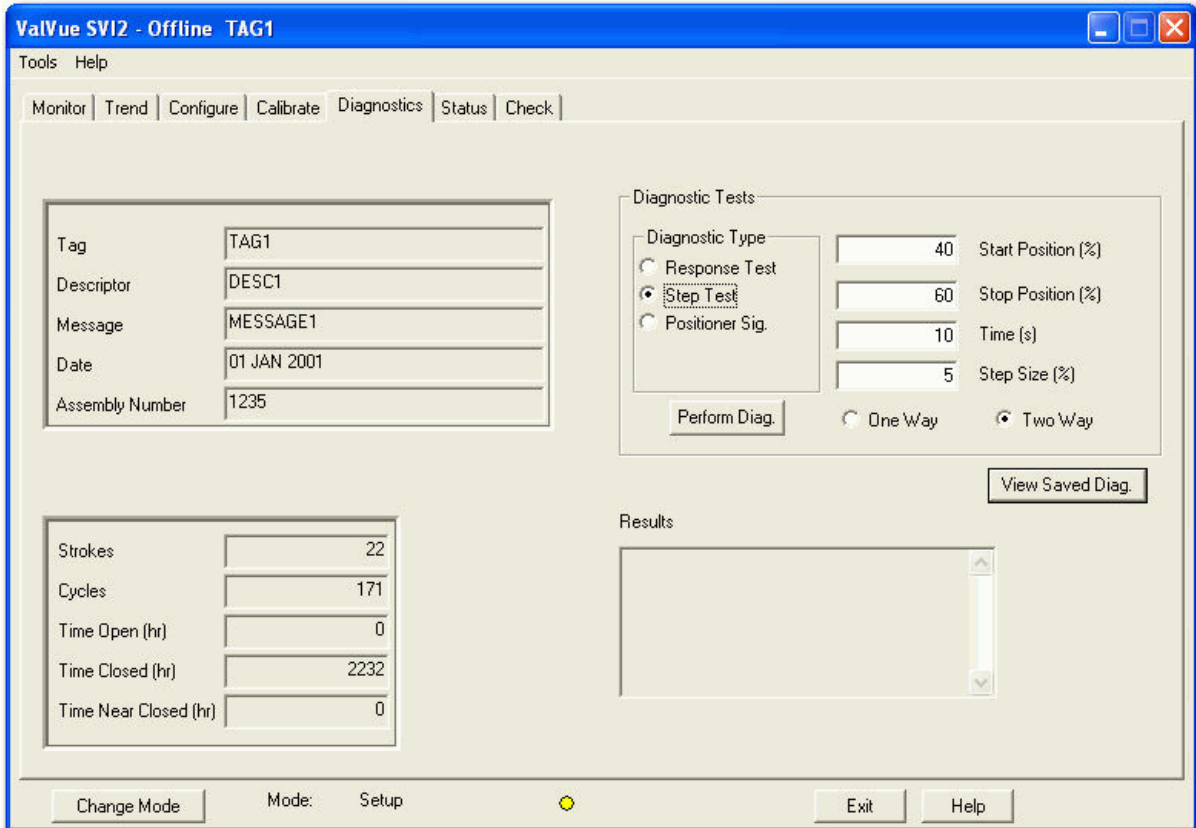 ValVue SVI2 - Offline TAG1
Tools Help
Monitor Trend Configure Calibrate Diagnostics Status Check
Tag TAG1
Descriptor DESC1
Message MESSAGE1
Date 01 JAN 2001
Assembly Number 1235
Diagnostic Tests
Diagnostic Type
Response Test
Step Test
Positioner Sig.
40 Start Position (%)
60 Stop Position (%)
10 Time (s)
5 Step Size (%)
Perform Diag. One Way Two Way
View Saved Diag.
Strokes 22
Cycles 171
Time Open (hr) 0
Time Closed (hr) 2232
Time Near Closed (hr) 0
Results
Change Mode Mode: Setup Exit Help